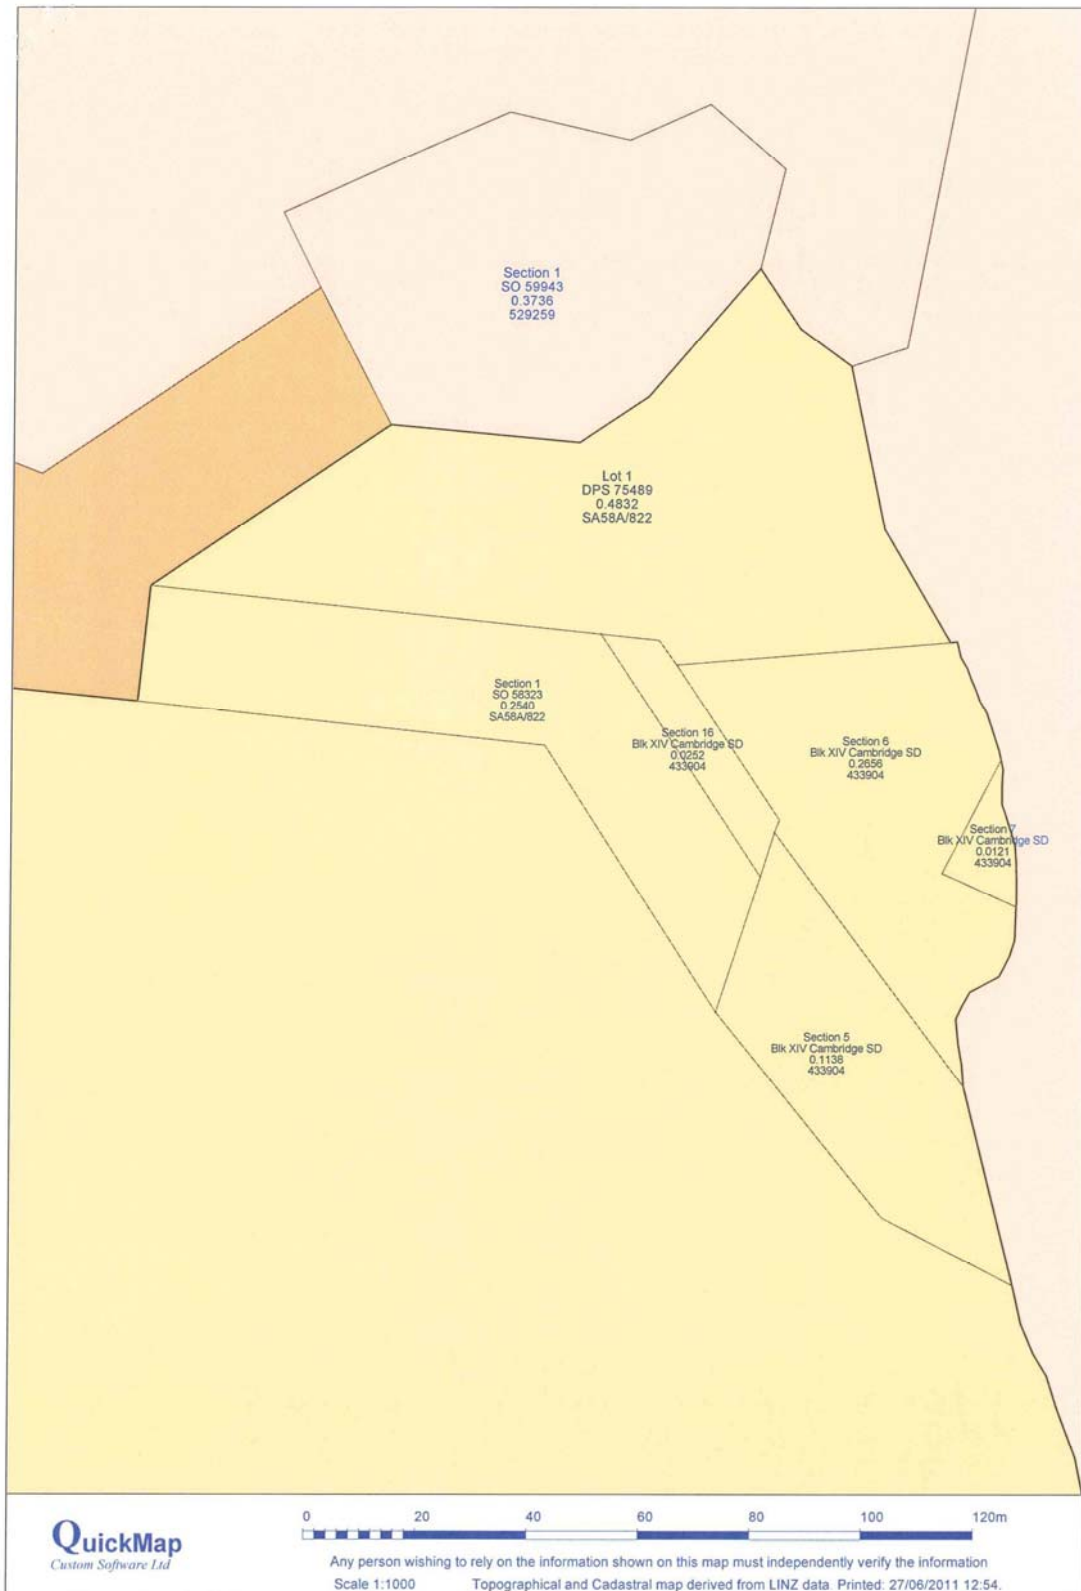 Section 1
SO 59943
0.3736
529259
Lot 1
DPS 75489
0.4832
SA58A/822
Section 1
SO 58323
0.2540
SA58A/822
Section 16
Blk XIV Cambridge SD
0.0252
433904
Section 6
Blk XIV Cambridge SD
0.2656
433904
Section 7
Blk XIV Cambridge SD
0.0121
433904
Section 5
Blk XIV Cambridge SD
0.1138
433904
QuickMap
Custom Software Ltd
0 20 40 60 80 100 120m
Any person wishing to rely on the information shown on this map must independently verify the information
Scale 1:1000 Topographical and Cadastral map derived from LINZ data Printed: 27/06/2011 12:54.